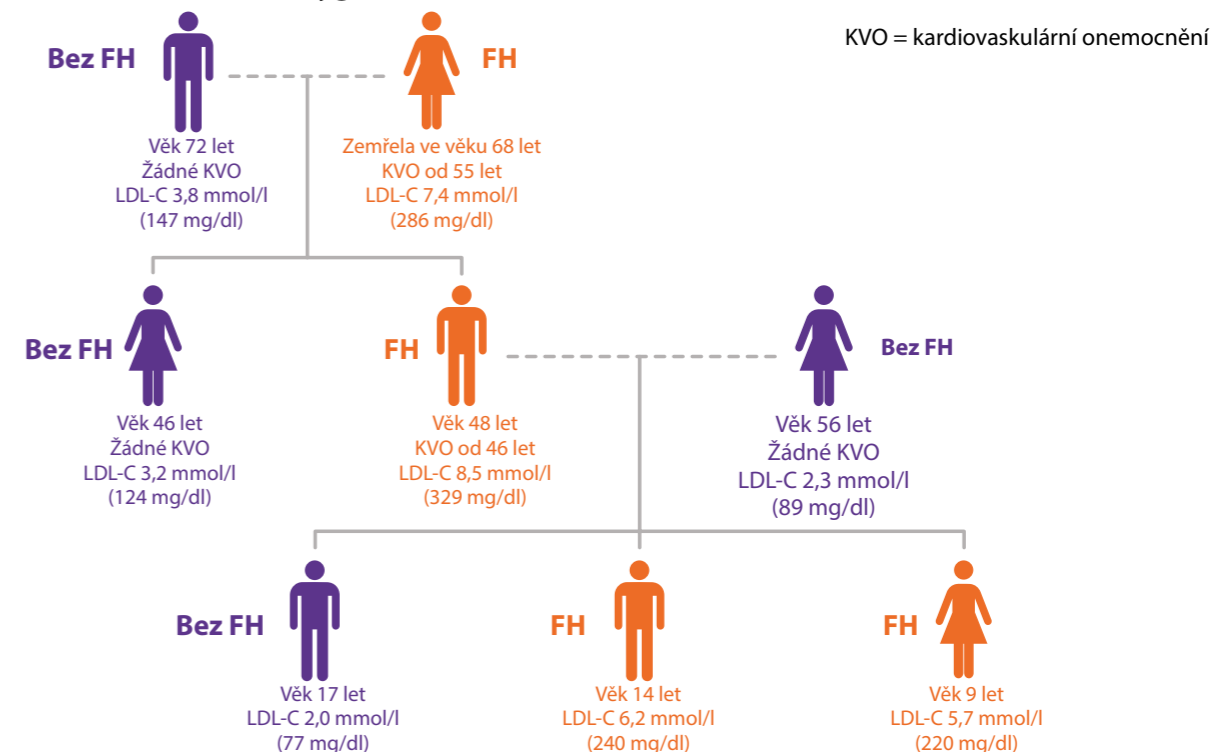 KVO = kardiovaskulární onemocnění
Bez FH
FH
Věk 72 let
Žádné KVO
LDL-C 3,8 mmol/l
(147 mg/dl)
Zemřela ve věku 68 let
KVO od 55 let
LDL-C 7,4 mmol/l
(286 mg/dl)
Bez FH
FH
Bez FH
Věk 46 let
Žádné KVO
LDL-C 3,2 mmol/l
(124 mg/dl)
Věk 48 let
KVO od 46 let
LDL-C 8,5 mmol/l
(329 mg/dl)
Věk 56 let
Žádné KVO
LDL-C 2,3 mmol/l
(89 mg/dl)
Bez FH
FH
FH
Věk 17 let
LDL-C 2,0 mmol/l
(77 mg/dl)
Věk 14 let
LDL-C 6,2 mmol/l
(240 mg/dl)
Věk 9 let
LDL-C 5,7 mmol/l
(220 mg/dl)